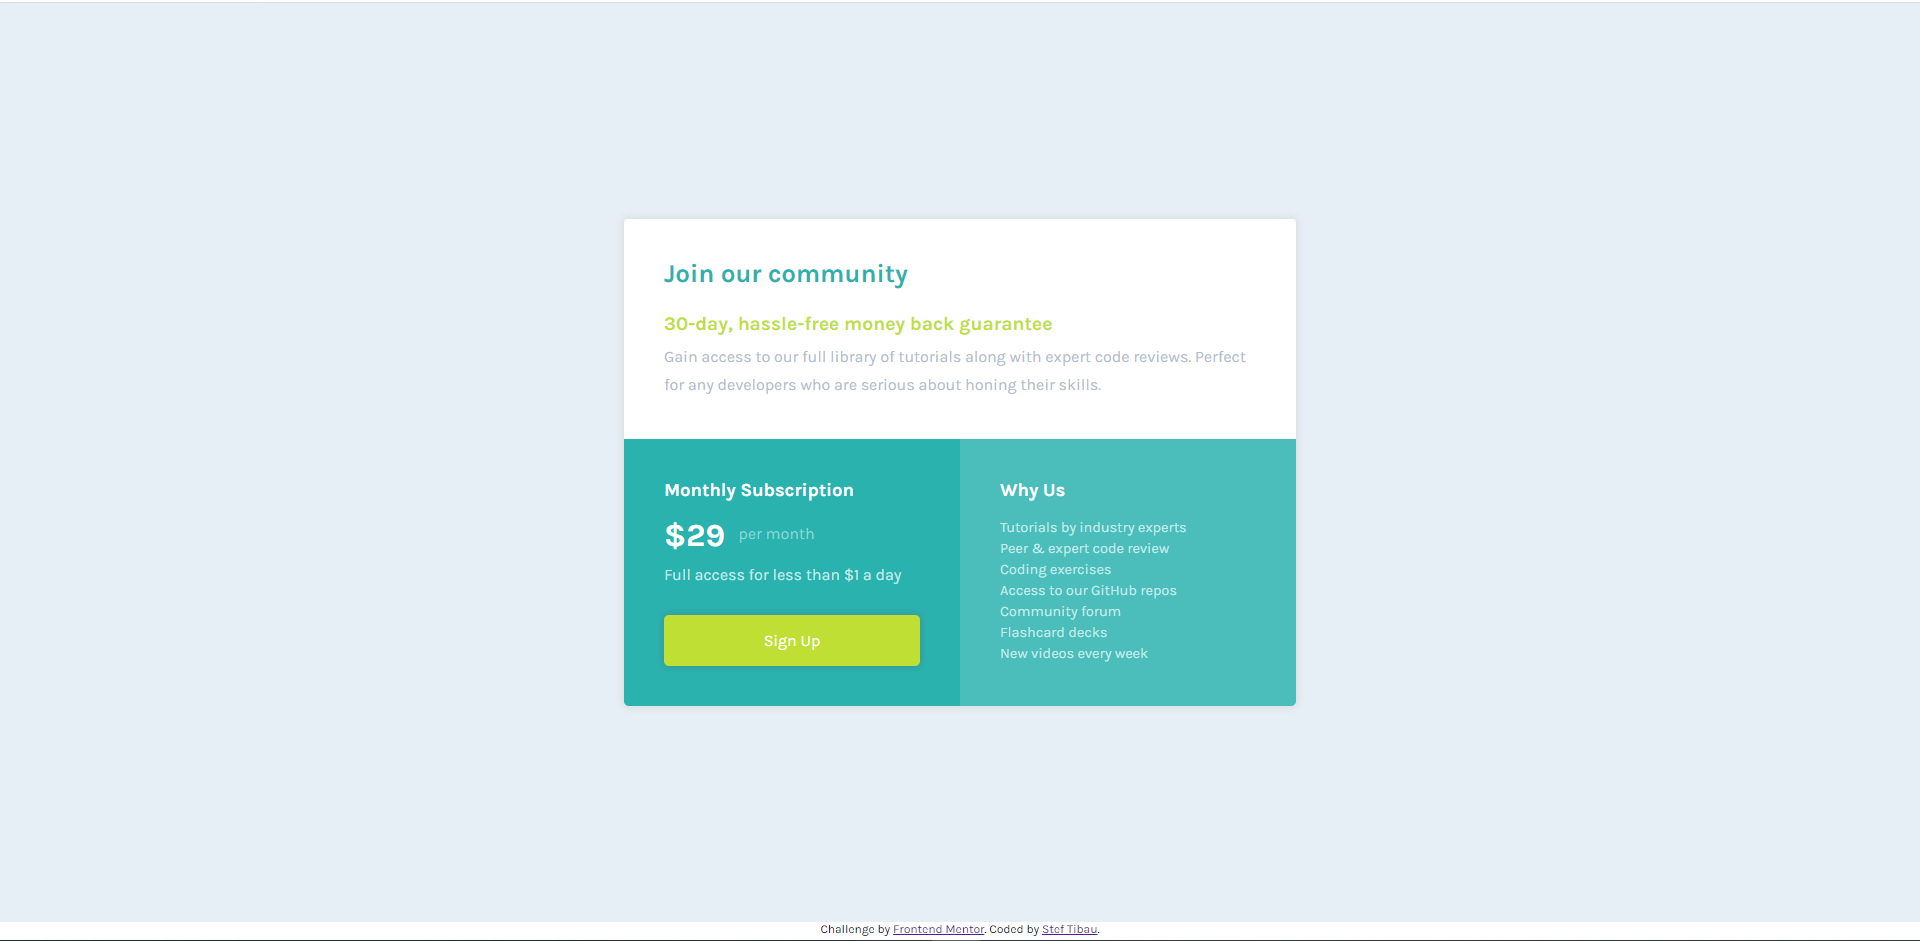 Join our community
30-day, hassle-free money back guarantee
Gain access to our full library of tutorials along with expert code reviews. Perfect
for any developers who are serious about honing their skills.
Monthly Subscription
$29 per month
Full access for less than $1 a day
Sign Up
Why Us
Tutorials by industry experts
Peer & expert code review
Coding exercises
Access to our GitHub repos
Community forum
Flashcard decks
New videos every week
Challenge by Frontend Mentor. Coded by Stef Tibau.